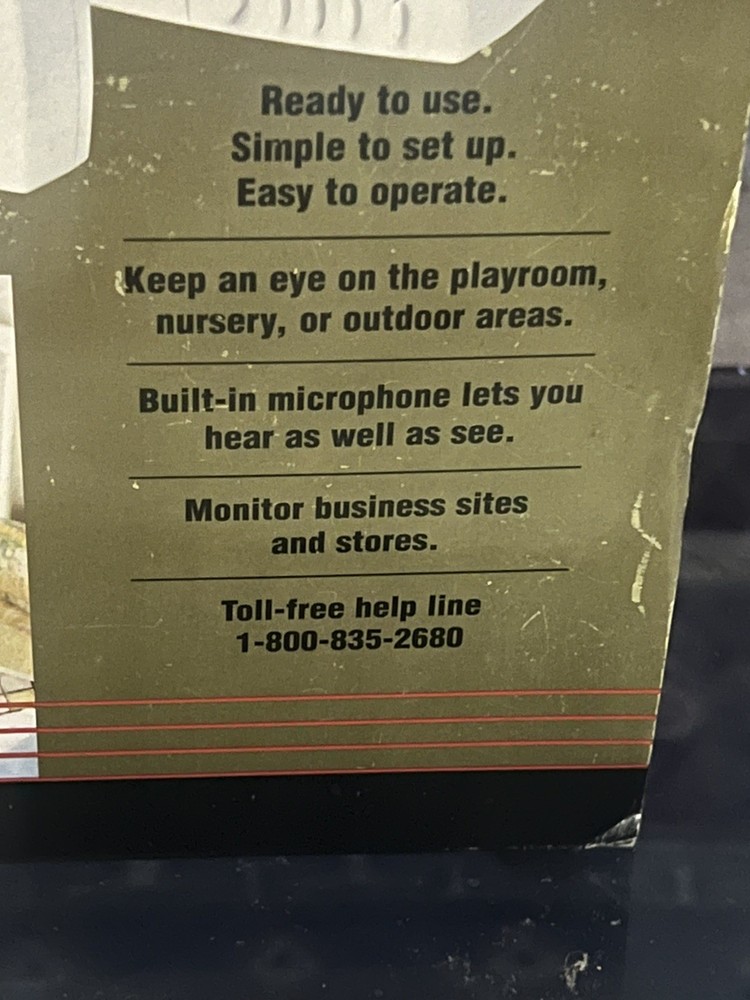 Ready to use.
Simple to set up.
Easy to operate.
Keep an eye on the playroom,
nursery, or outdoor areas.
Built-in microphone lets you
hear as well as see.
Monitor business sites
and stores.
Toll-free help line
1-800-835-2680